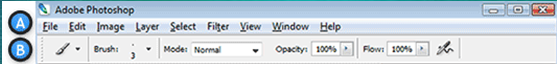 Adobe Photoshop
A File Edit Image Layer Select Filter View Window Help
B Brush: 3 Mode: Normal Opacity: 100% Flow: 100%